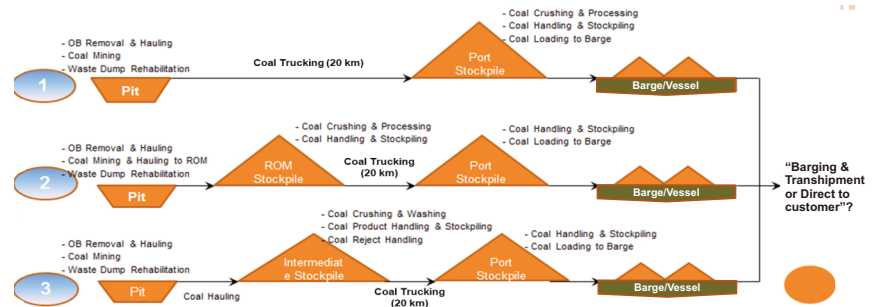 - OB Removal & Hauling
- Coal Mining
- Waste Dump Rehabilitation
1
Pit
Coal Trucking (20 km)
- Coal Crushing & Processing
- Coal Handling & Stockpiling
- Coal Loading to Barge
Port
Stockpile
Barge/Vessel
- OB Removal & Hauling
- Coal Mining & Hauling to ROM
- Waste Dump Rehabilitation
2
Pit
- Coal Crushing & Processing
- Coal Handling & Stockpiling
ROM
Stockpile
Coal Trucking
(20 km)
- Coal Handling & Stockpiling
- Coal Loading to Barge
Port
Stockpile
Barge/Vessel
“Barging &
Transhipment
or Direct to
customer”?
- OB Removal & Hauling
- Coal Mining
- Waste Dump Rehabilitation
3
Pit
Coal Hauling
- Coal Crushing & Washing
- Coal Product Handling & Stockpiling
- Coal Reject Handling
Intermediat
e Stockpile
Coal Trucking
(20 km)
- Coal Handling & Stockpiling
- Coal Loading to Barge
Port
Stockpile
Barge/Vessel